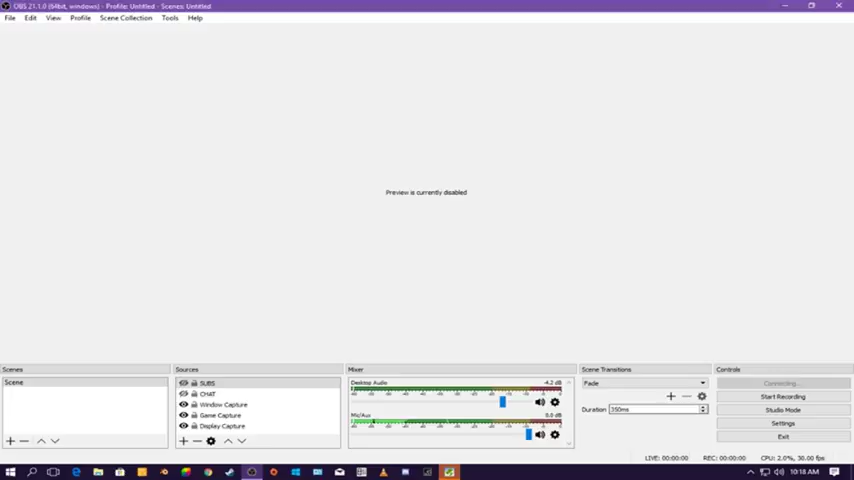 OBS 21.1.0 (64bit, windows) - Profile: Untitled - Scenes: Untitled
File Edit View Profile Scene Collection Tools Help
Preview is currently disabled
Scenes Sources Mixer Scene Transitions Controls
Scene
SUBS
CHAT
Window Capture
Game Capture
Display Capture
Desktop Audio -4.2 dB
Mic/Aux 0.0 dB
Fade
Duration 350ms
Connecting...
Start Recording
Studio Mode
Settings
Exit
LIVE: 00:00:00 REC: 00:00:00 CPU: 2.0%, 30.00 fps
10:18 AM